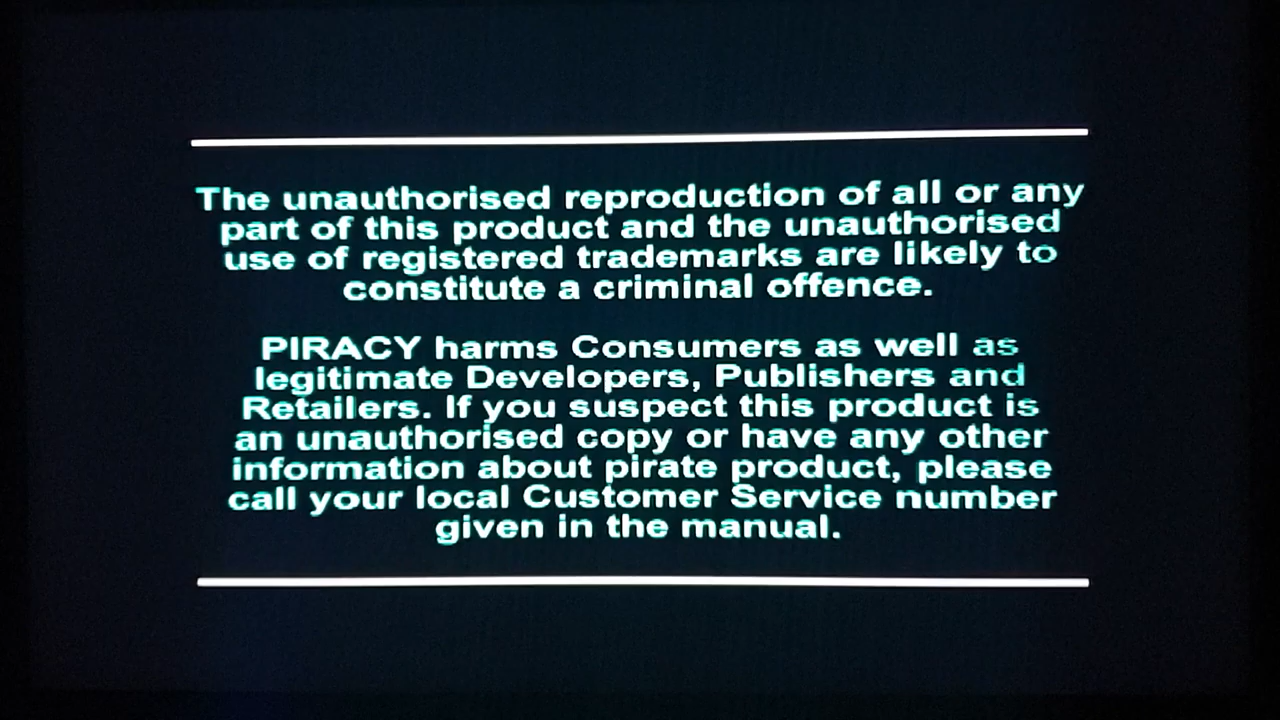 The unauthorised reproduction of all or any
part of this product and the unauthorised
use of registered trademarks are likely to
constitute a criminal offence.
PIRACY harms Consumers as well as
legitimate Developers, Publishers and
Retailers. If you suspect this product is
an unauthorised copy or have any other
information about pirate product, please
call your local Customer Service number
given in the manual.